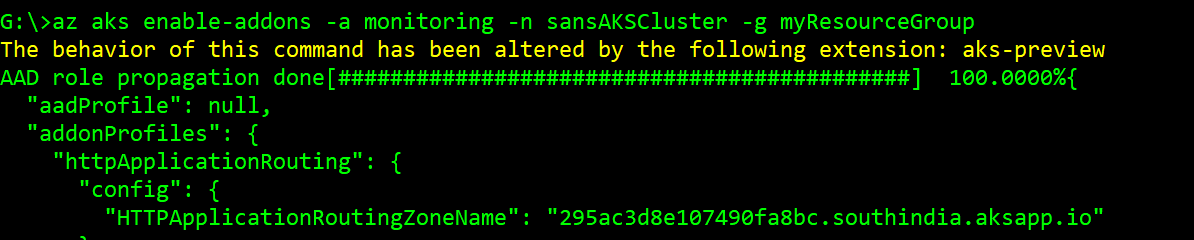 G:\>az aks enable-addons -a monitoring -n sansAKSCluster -g myResourceGroup
The behavior of this command has been altered by the following extension: aks-preview
AAD role propagation done[############################################]  100.0000%{
  "aadProfile": null,
  "addonProfiles": {
    "httpApplicationRouting": {
      "config": {
        "HTTPApplicationRoutingZoneName": "295ac3d8e107490fa8bc.southindia.aksapp.io"
      }